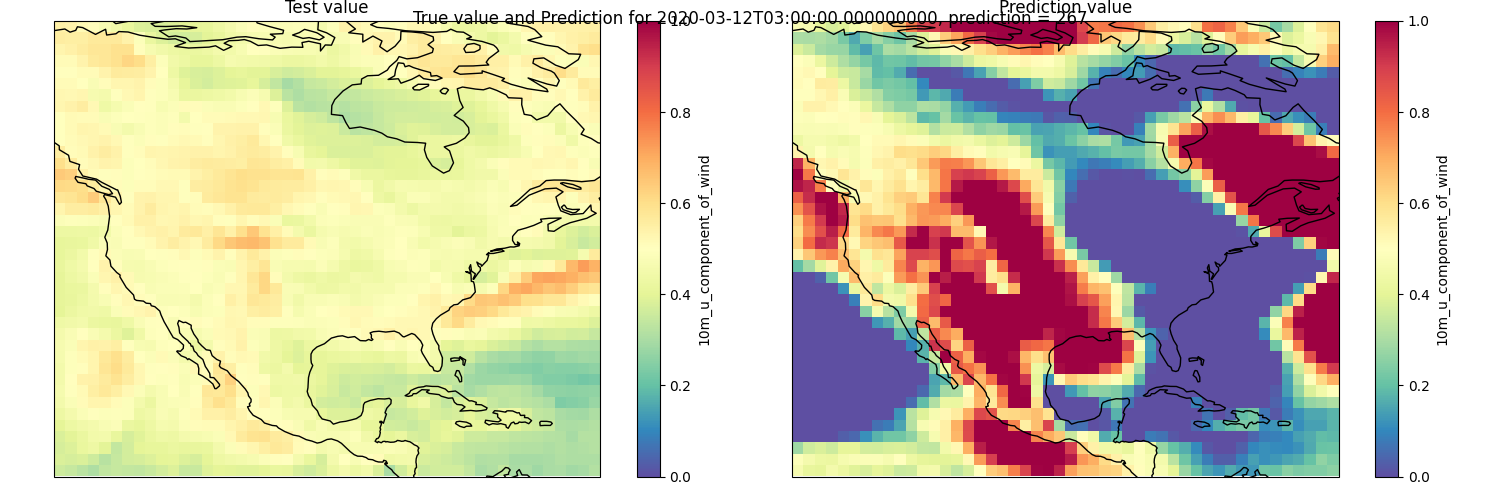 Test value
Prediction value
True value and Prediction for 2020-03-12T03:00:00.000000000  prediction = 267
1.0
0.8
0.6
0.4
0.2
0.0
10m_u_component_of_wind
1.0
0.8
0.6
0.4
0.2
0.0
10m_u_component_of_wind